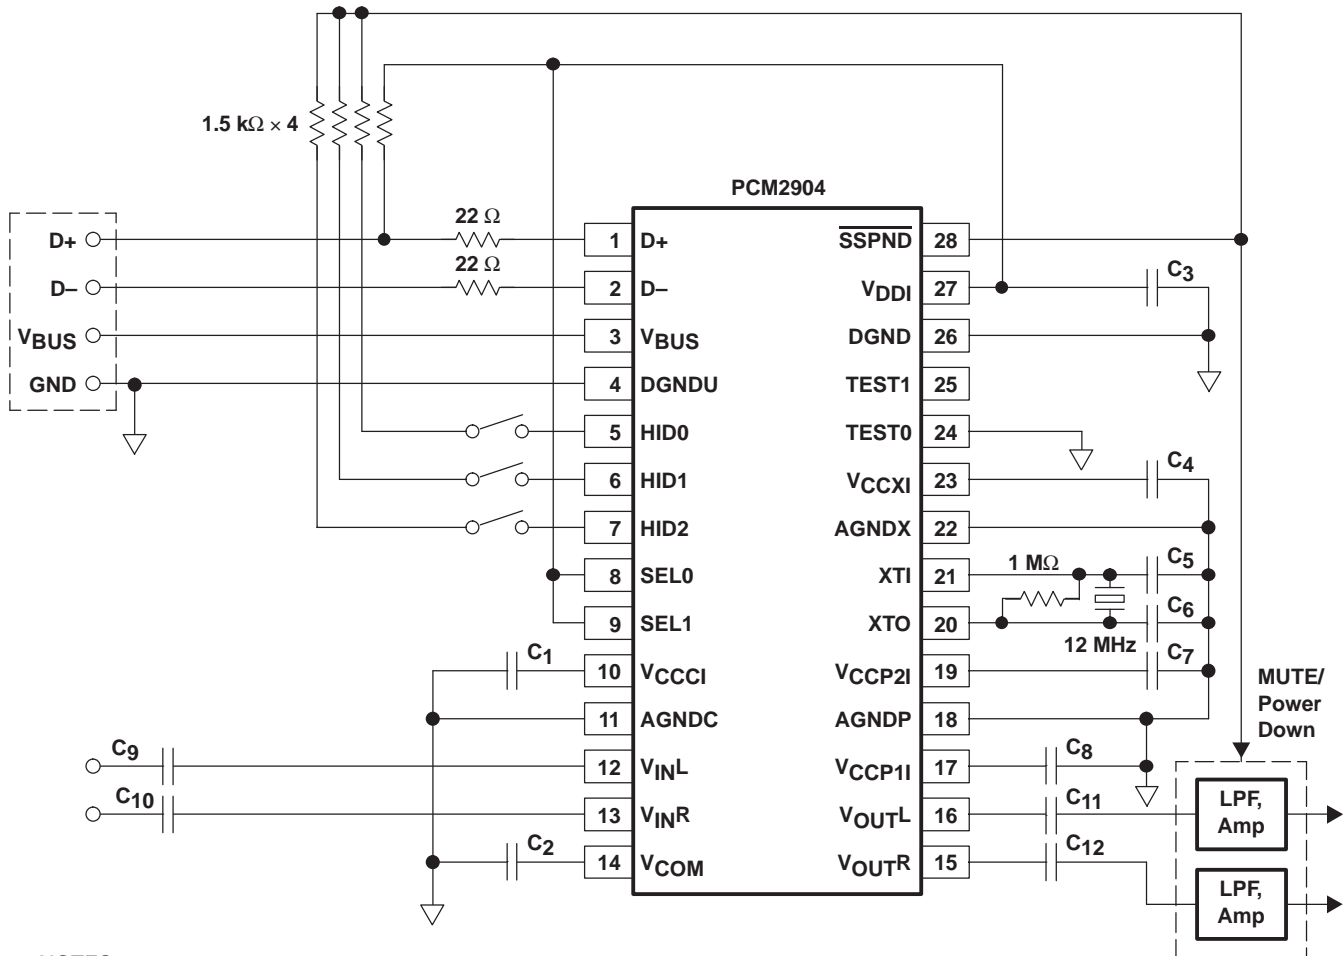 1.5 kΩ × 4
PCM2904
D+
D–
VBUS
GND
22 Ω
22 Ω
1 D+
2 D–
3 VBUS
4 DGNDU
5 HID0
6 HID1
7 HID2
8 SEL0
9 SEL1
10 VCCCI
11 AGNDC
12 VINL
13 VINR
14 VCOM
SSPND 28
VDDI 27
DGND 26
TEST1 25
TEST0 24
VCCXI 23
AGNDX 22
XTI 21
XTO 20
VCCP2I 19
AGNDP 18
VCCP1I 17
VOUTL 16
VOUTR 15
C1
C9
C10
C2
C3
C4
1 MΩ
C5
C6
12 MHz
C7
C8
C11
C12
MUTE/
Power
Down
LPF,
Amp
LPF,
Amp